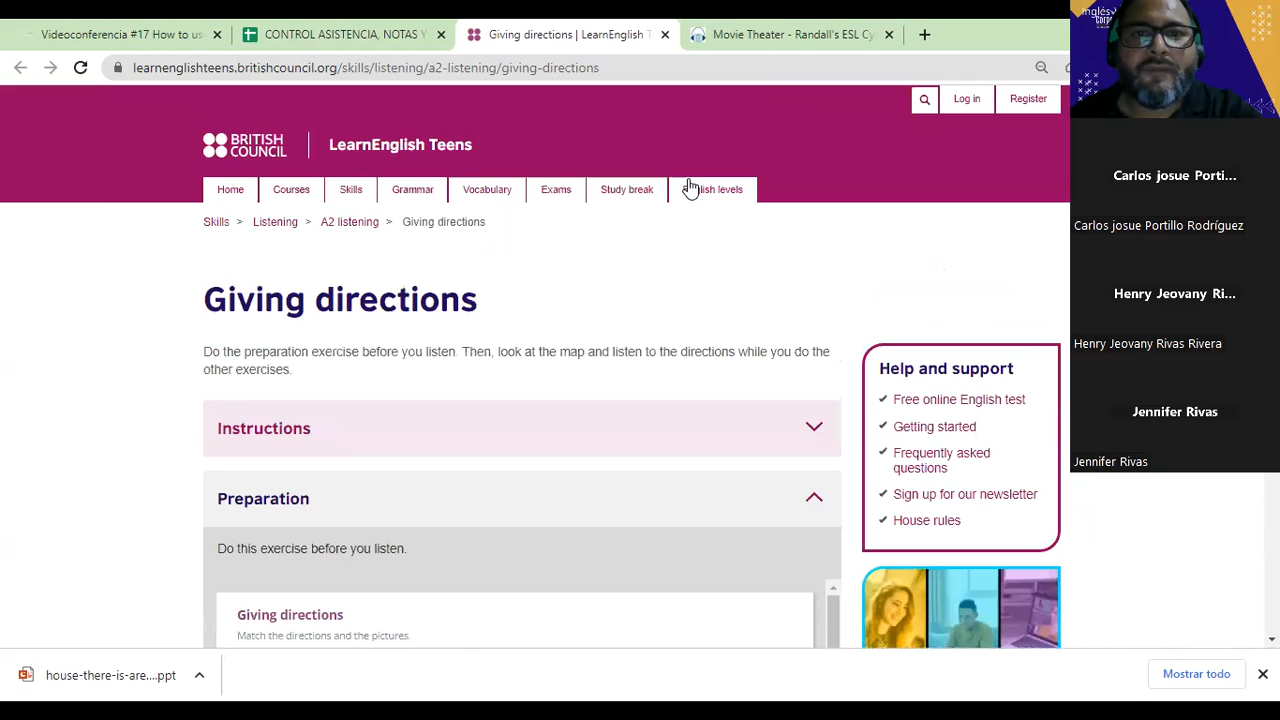 Videoconferencia #17 How to us
CONTROL ASISTENCIA, NOTAS Y
Giving directions | LearnEnglish T
Movie Theater - Randall's ESL Cy
learnenglishteens.britishcouncil.org/skills/listening/a2-listening/giving-directions
Log in
Register
BRITISH
COUNCIL
LearnEnglish Teens
Home
Courses
Skills
Grammar
Vocabulary
Exams
Study break
lish levels
Skills > Listening > A2 listening > Giving directions
Giving directions
Do the preparation exercise before you listen. Then, look at the map and listen to the directions while you do the
other exercises.
Instructions
Preparation
Do this exercise before you listen.
Giving directions
Match the directions and the pictures.
Help and support
Free online English test
Getting started
Frequently asked
questions
Sign up for our newsletter
House rules
Inglés
Carlos josue Porti...
Carlos josue Portillo Rodríguez
Henry Jeovany Ri...
Henry Jeovany Rivas Rivera
Jennifer Rivas
Jennifer Rivas
house-there-is-are....ppt
Mostrar todo